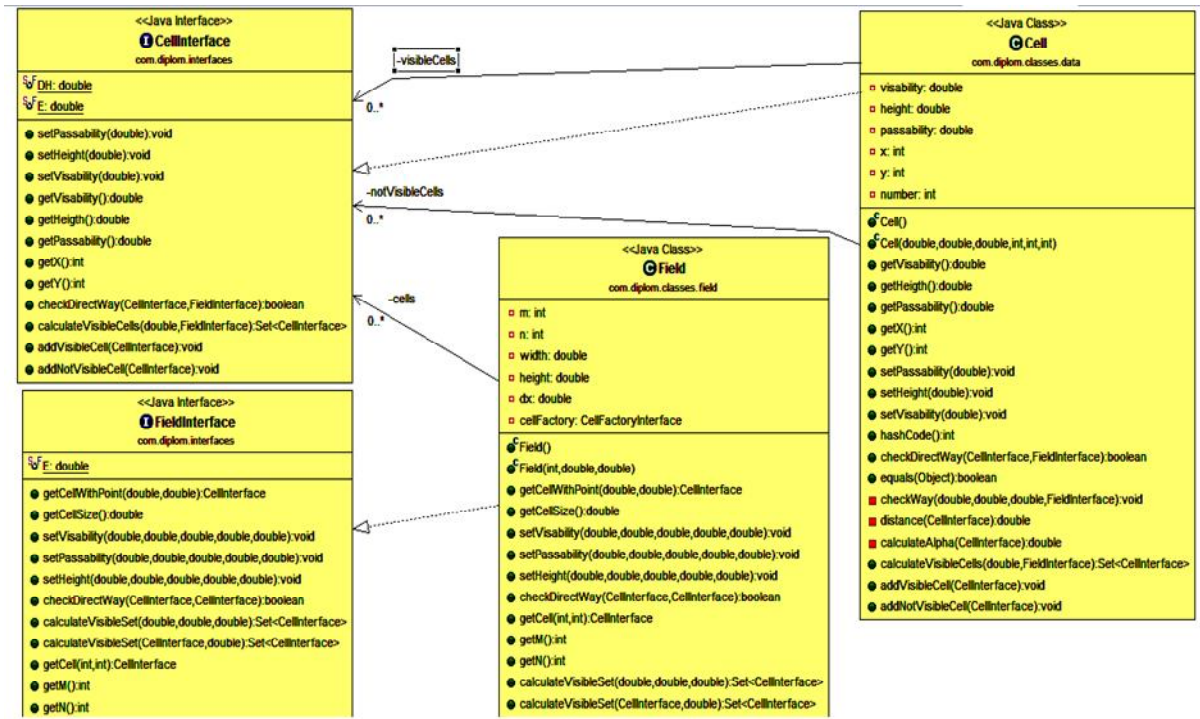 <<Java Interface>>
CellInterface
com.diplom.interfaces
DH: double
E: double
setPassability(double):void
setHeight(double):void
setVisability(double):void
getVisability():double
getHeigth():double
getPassability():double
getX():int
getY():int
checkDirectWay(CellInterface,FieldInterface):boolean
calculateVisibleCells(double,FieldInterface):Set<CellInterface>
addVisibleCell(CellInterface):void
addNotVisibleCell(CellInterface):void
<<Java Interface>>
FieldInterface
com.diplom.interfaces
E: double
getCellWithPoint(double,double):CellInterface
getCellSize():double
setVisability(double,double,double,double,double):void
setPassability(double,double,double,double,double):void
setHeight(double,double,double,double,double):void
checkDirectWay(CellInterface,CellInterface):boolean
calculateVisibleSet(double,double,double):Set<CellInterface>
calculateVisibleSet(CellInterface,double):Set<CellInterface>
getCell(int,int):CellInterface
getM():int
getN():int
-visibleCells
0..*
-notVisibleCells
0..*
-cells
0..*
<<Java Class>>
Field
com.diplom.classes.field
m: int
n: int
width: double
height: double
dx: double
cellFactory: CellFactoryInterface
Field()
Field(int,double,double)
getCellWithPoint(double,double):CellInterface
getCellSize():double
setVisability(double,double,double,double,double):void
setPassability(double,double,double,double,double):void
setHeight(double,double,double,double,double):void
checkDirectWay(CellInterface,CellInterface):boolean
getCell(int,int):CellInterface
getM():int
getN():int
calculateVisibleSet(double,double,double):Set<CellInterface>
calculateVisibleSet(CellInterface,double):Set<CellInterface>
<<Java Class>>
Cell
com.diplom.classes.data
visability: double
height: double
passability: double
x: int
y: int
number: int
Cell()
Cell(double,double,double,int,int,int)
getVisability():double
getHeigth():double
getPassability():double
getX():int
getY():int
setPassability(double):void
setHeight(double):void
setVisability(double):void
hashCode():int
checkDirectWay(CellInterface,FieldInterface):boolean
equals(Object):boolean
checkWay(double,double,double,FieldInterface):void
distance(CellInterface):double
calculateAlpha(CellInterface):double
calculateVisibleCells(double,FieldInterface):Set<CellInterface>
addVisibleCell(CellInterface):void
addNotVisibleCell(CellInterface):void